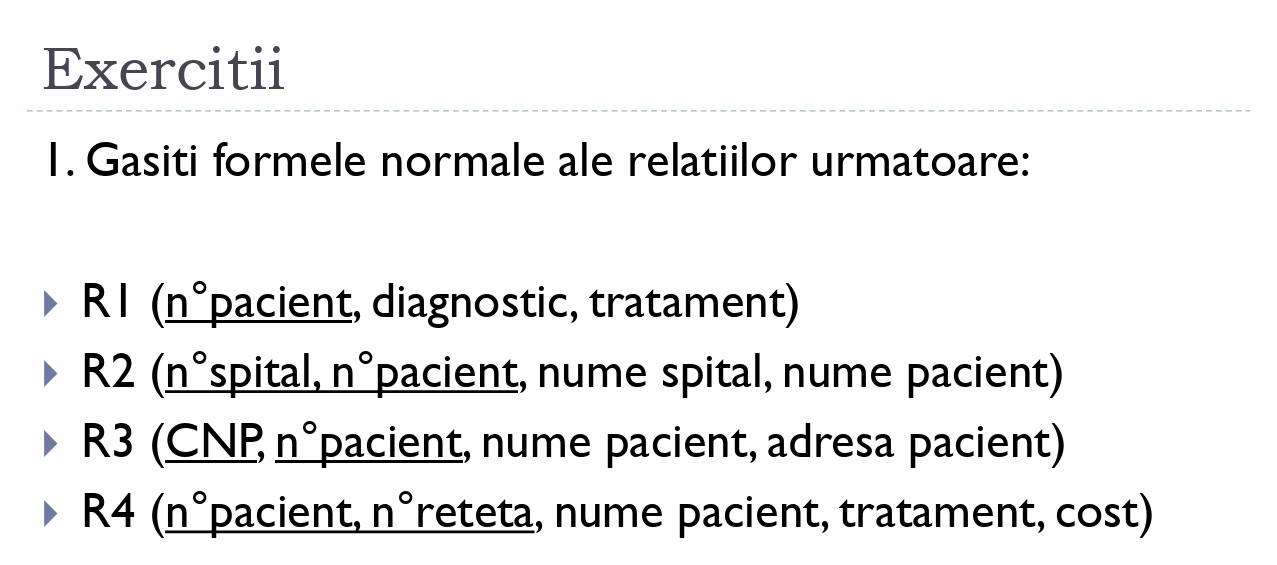 Exercitii
1. Gasiti formele normale ale relatiilor urmatoare:
R1 (n°pacient, diagnostic, tratament)
R2 (n°spital, n°pacient, nume spital, nume pacient)
R3 (CNP, n°pacient, nume pacient, adresa pacient)
R4 (n°pacient, n°reteta, nume pacient, tratament, cost)